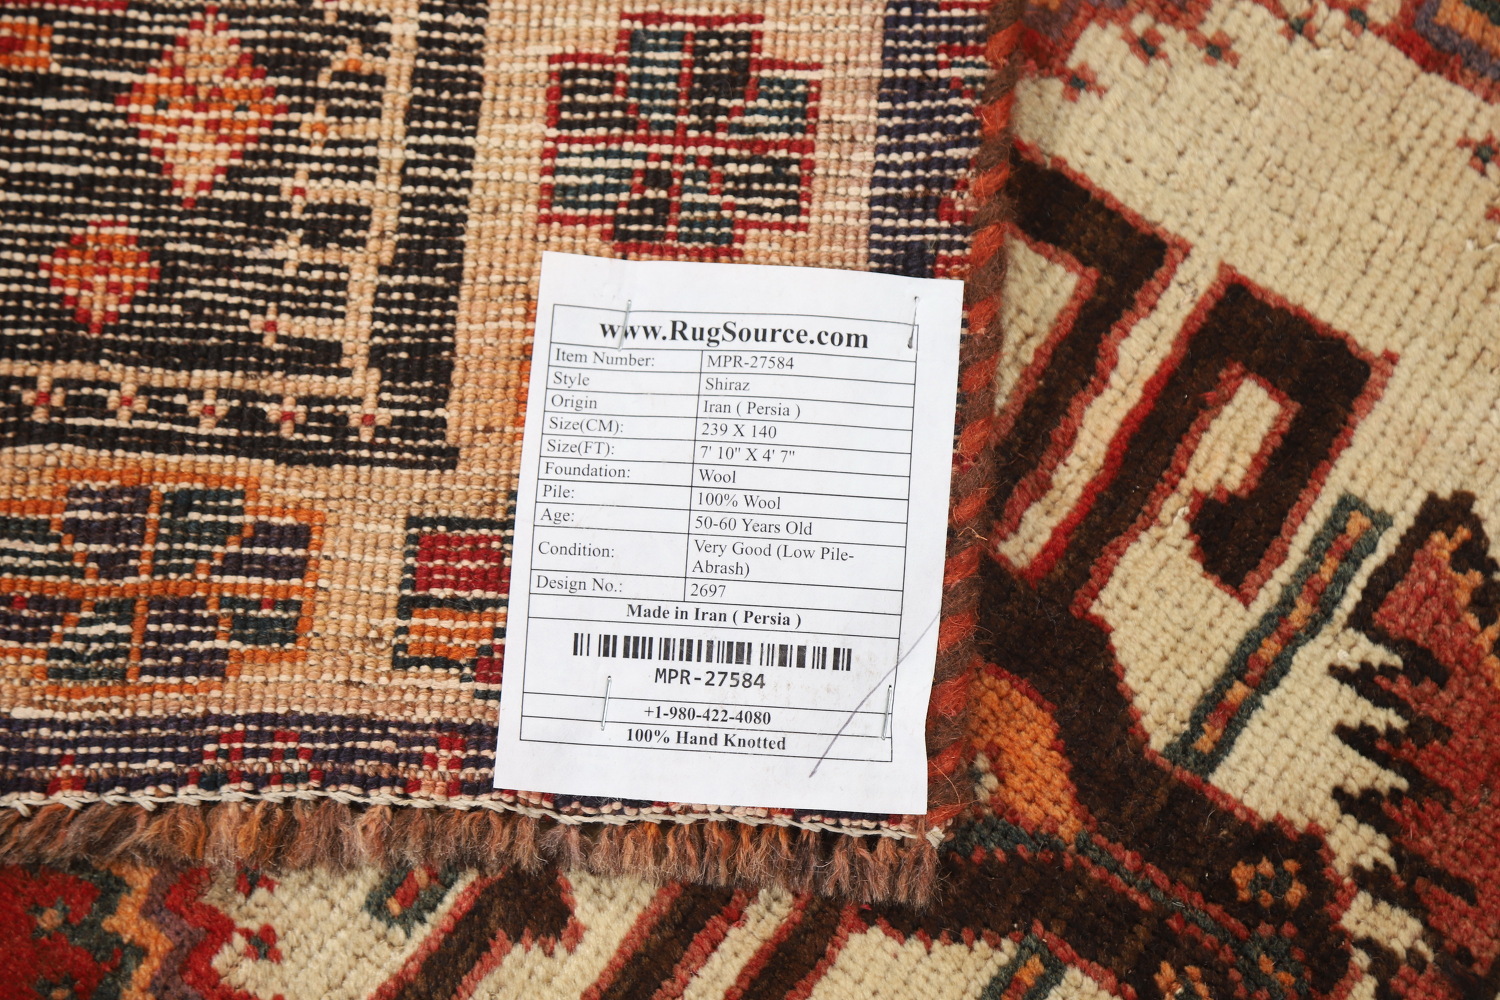 www.RugSource.com
Item Number: MPR-27584
Style Shiraz
Origin Iran ( Persia )
Size(CM): 239 X 140
Size(FT): 7' 10" X 4' 7"
Foundation: Wool
Pile: 100% Wool
Age: 50-60 Years Old
Condition: Very Good (Low Pile-
Abrash)
Design No.: 2697
Made in Iran ( Persia )
MPR-27584
+1-980-422-4080
100% Hand Knotted